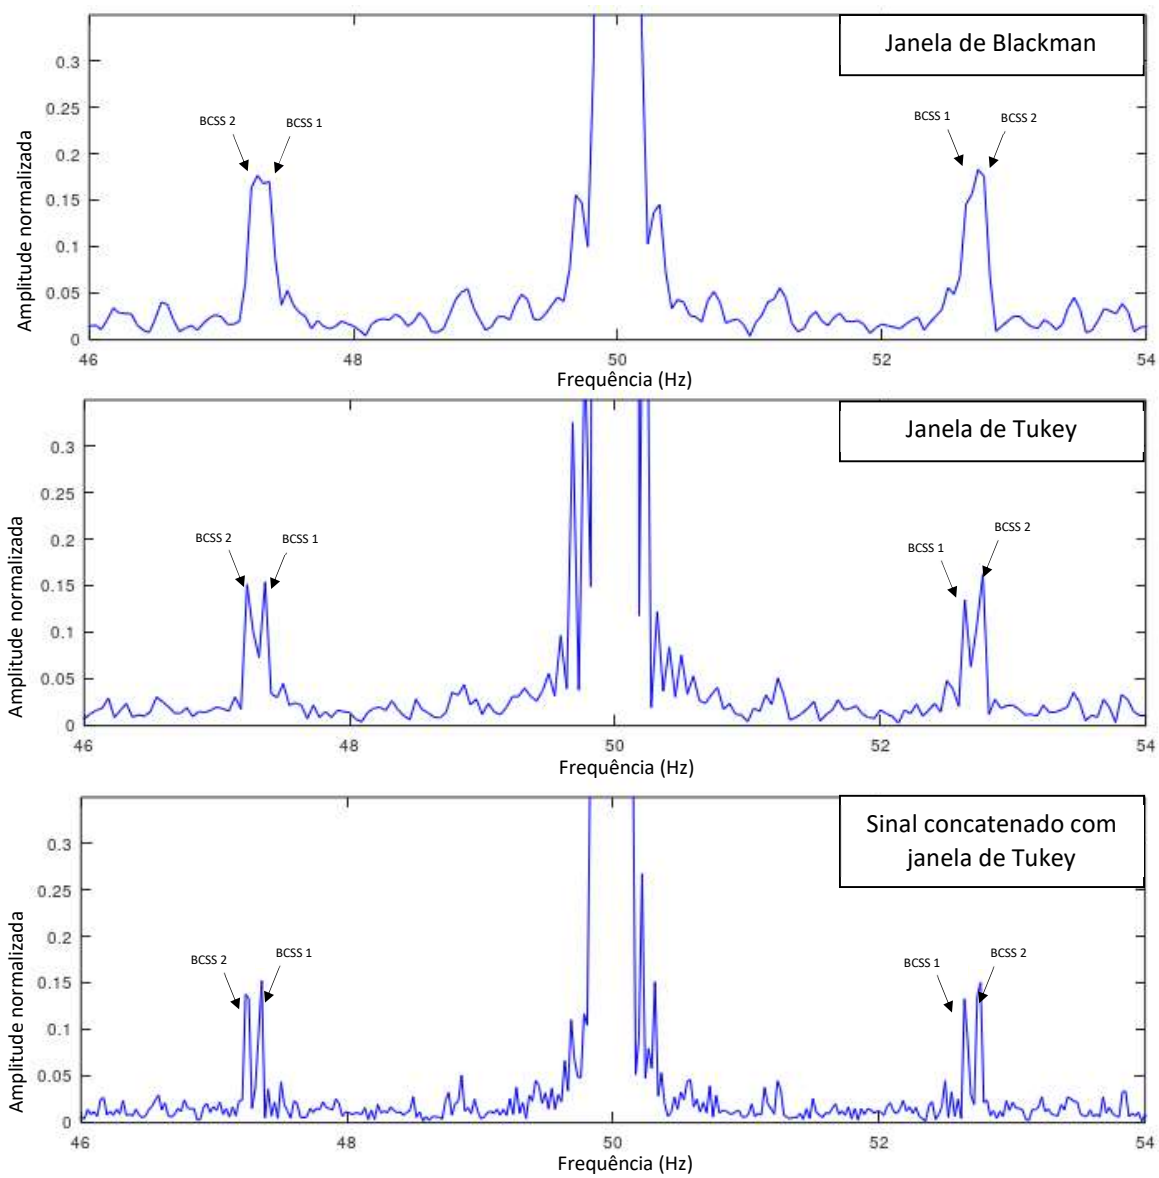 Janela de Blackman
Amplitude normalizada
0.3
0.25
0.2
0.15
0.1
0.05
0
BCSS 2
BCSS 1
BCSS 1
BCSS 2
46
48
50
52
54
Frequência (Hz)
Janela de Tukey
Amplitude normalizada
0.3
0.25
0.2
0.15
0.1
0.05
0
BCSS 2
BCSS 1
BCSS 1
BCSS 2
46
48
50
52
54
Frequência (Hz)
Sinal concatenado com
janela de Tukey
Amplitude normalizada
0.3
0.25
0.2
0.15
0.1
0.05
0
BCSS 2
BCSS 1
BCSS 1
BCSS 2
46
48
50
52
54
Frequência (Hz)